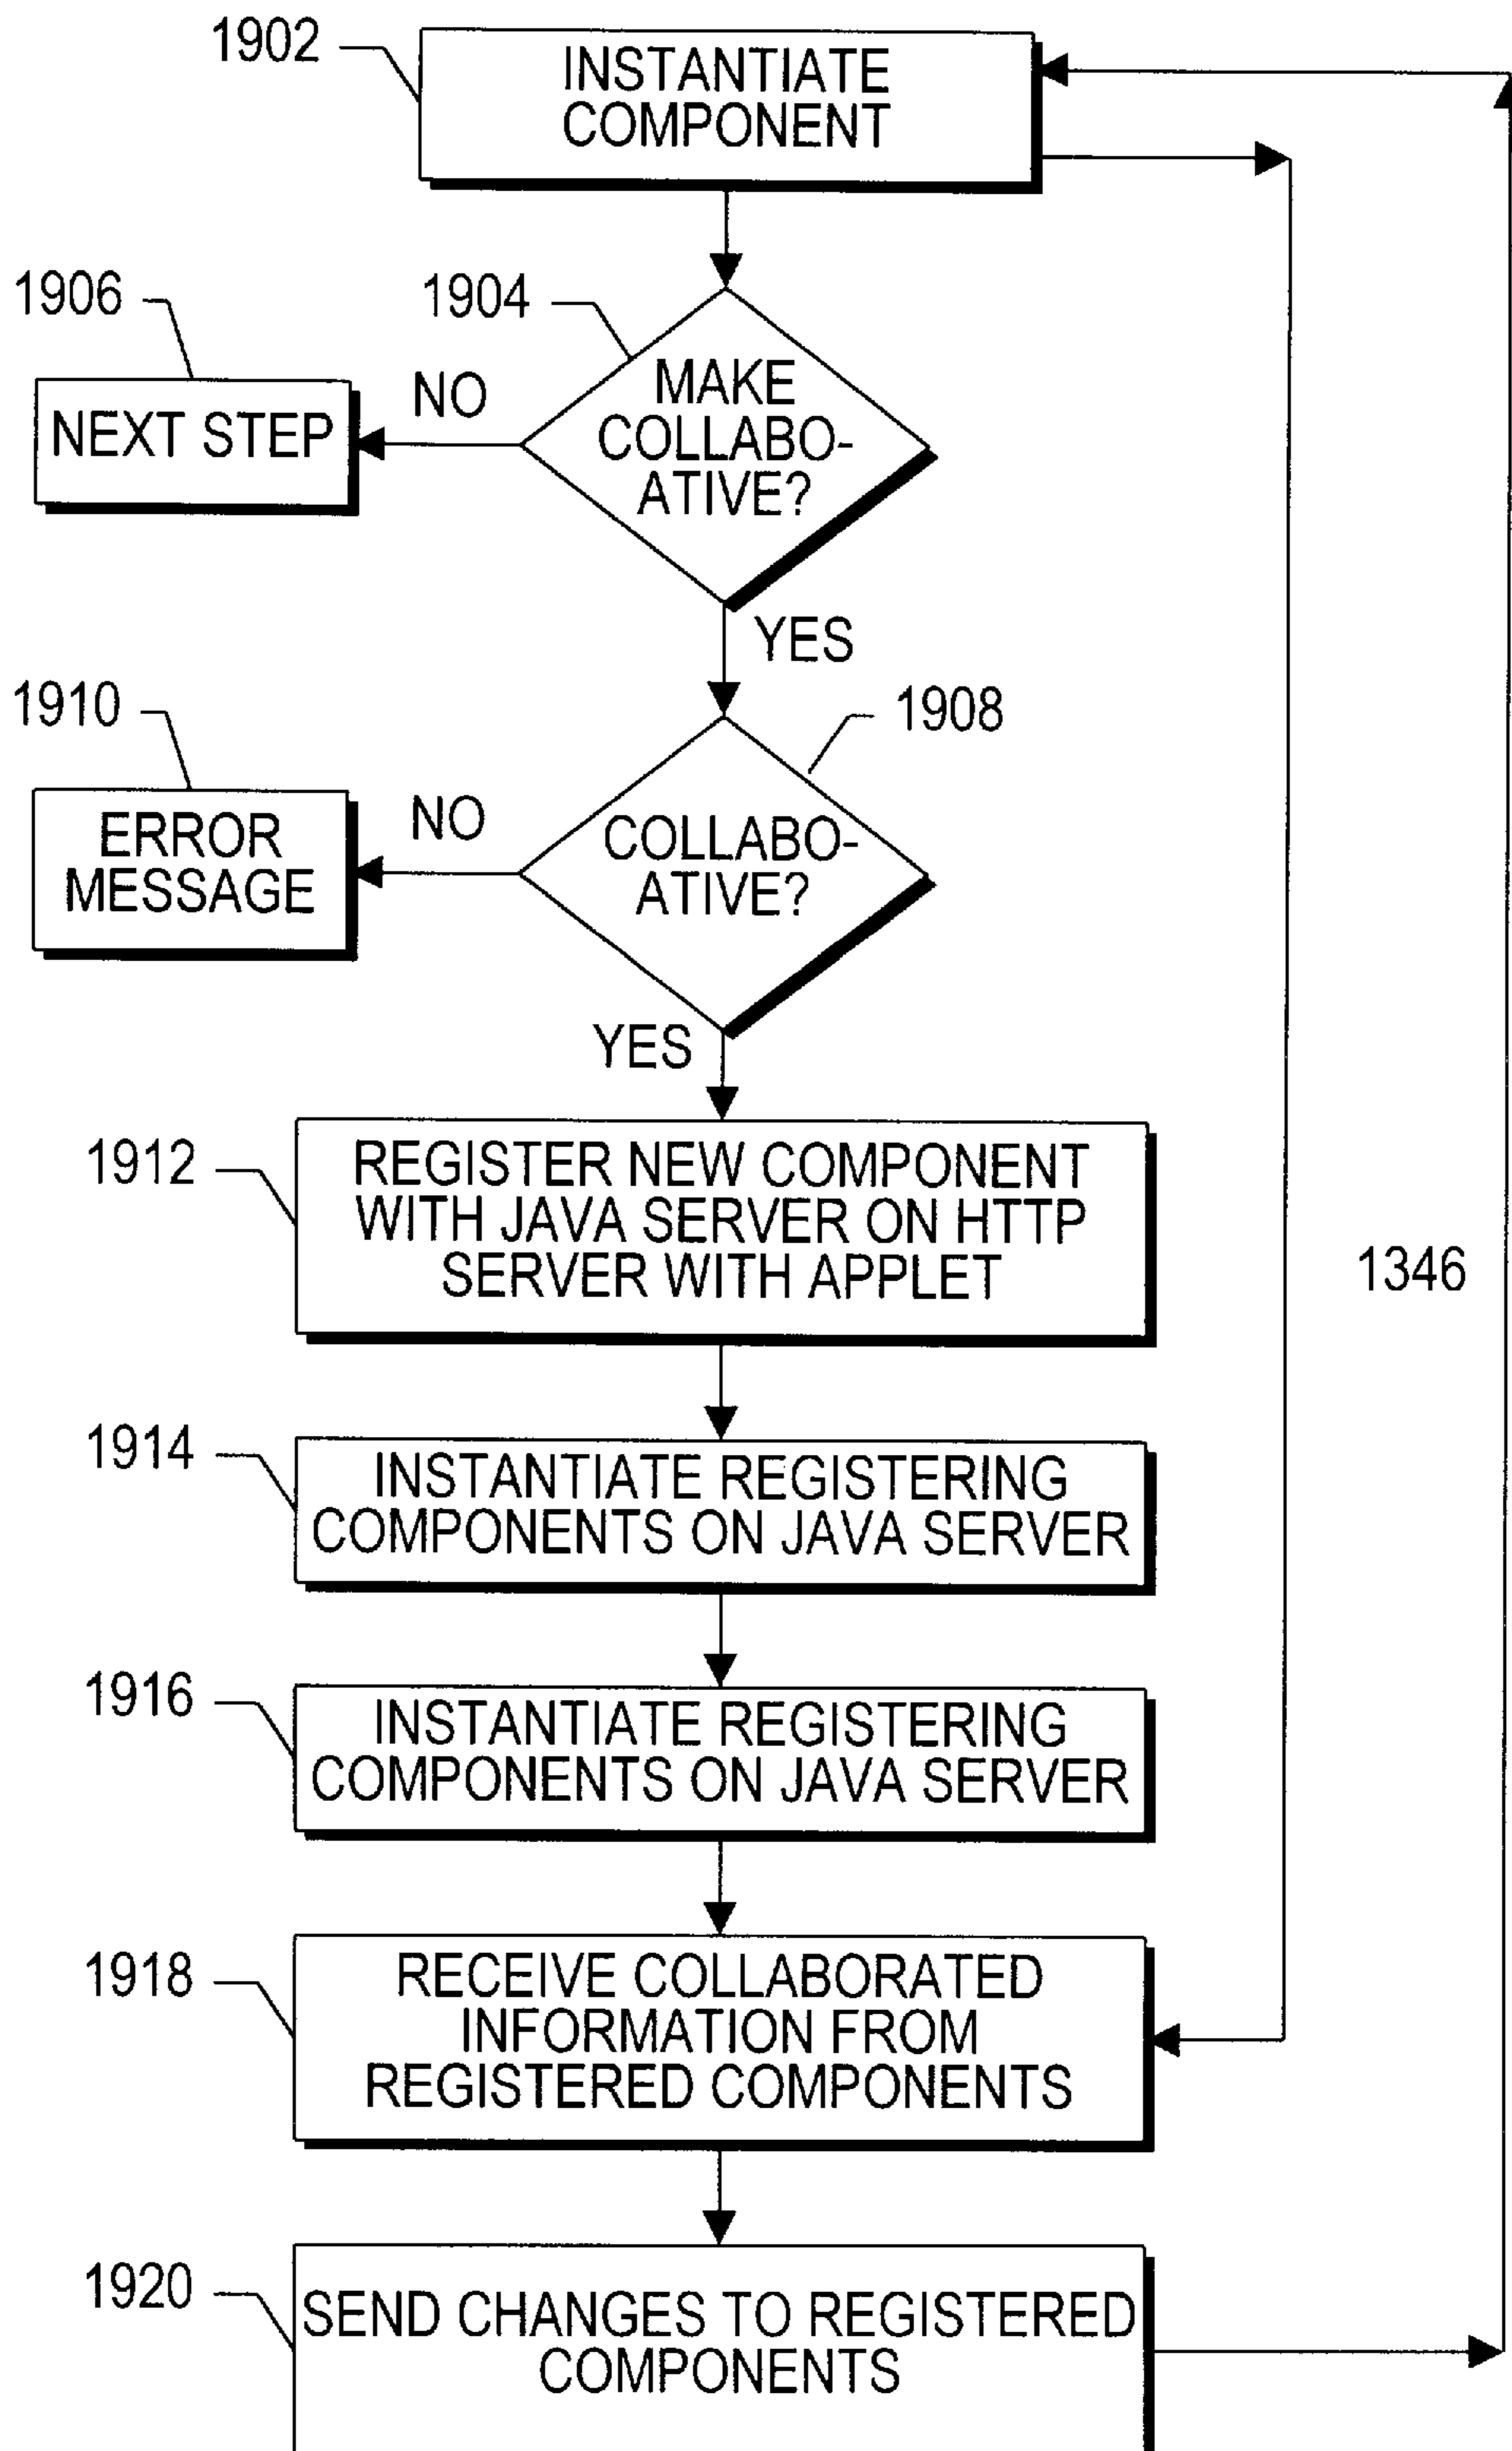 1902
INSTANTIATE
COMPONENT
1906
1904
MAKE
COLLABO-
ATIVE?
NO
NEXT STEP
YES
1910
1908
ERROR
MESSAGE
NO
COLLABO-
ATIVE?
YES
1912
REGISTER NEW COMPONENT
WITH JAVA SERVER ON HTTP
SERVER WITH APPLET
1346
1914
INSTANTIATE REGISTERING
COMPONENTS ON JAVA SERVER
1916
INSTANTIATE REGISTERING
COMPONENTS ON JAVA SERVER
1918
RECEIVE COLLABORATED
INFORMATION FROM
REGISTERED COMPONENTS
1920
SEND CHANGES TO REGISTERED
COMPONENTS